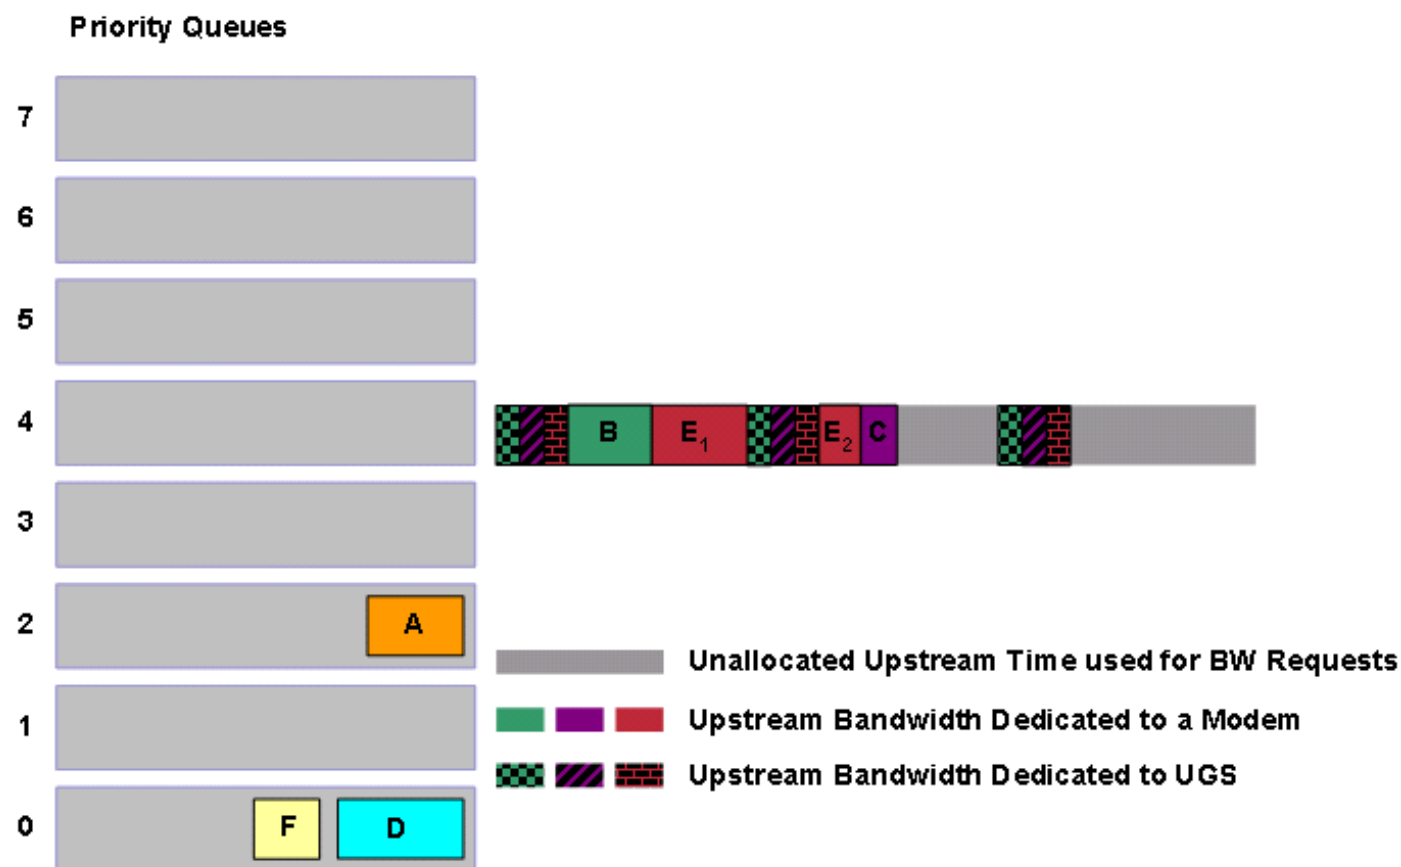 Priority Queues
7
6
5
4
B E₁ E₂ C
3
2
A
Unallocated Upstream Time used for BW Requests
1
Upstream Bandwidth Dedicated to a Modem
Upstream Bandwidth Dedicated to UGS
0
F D